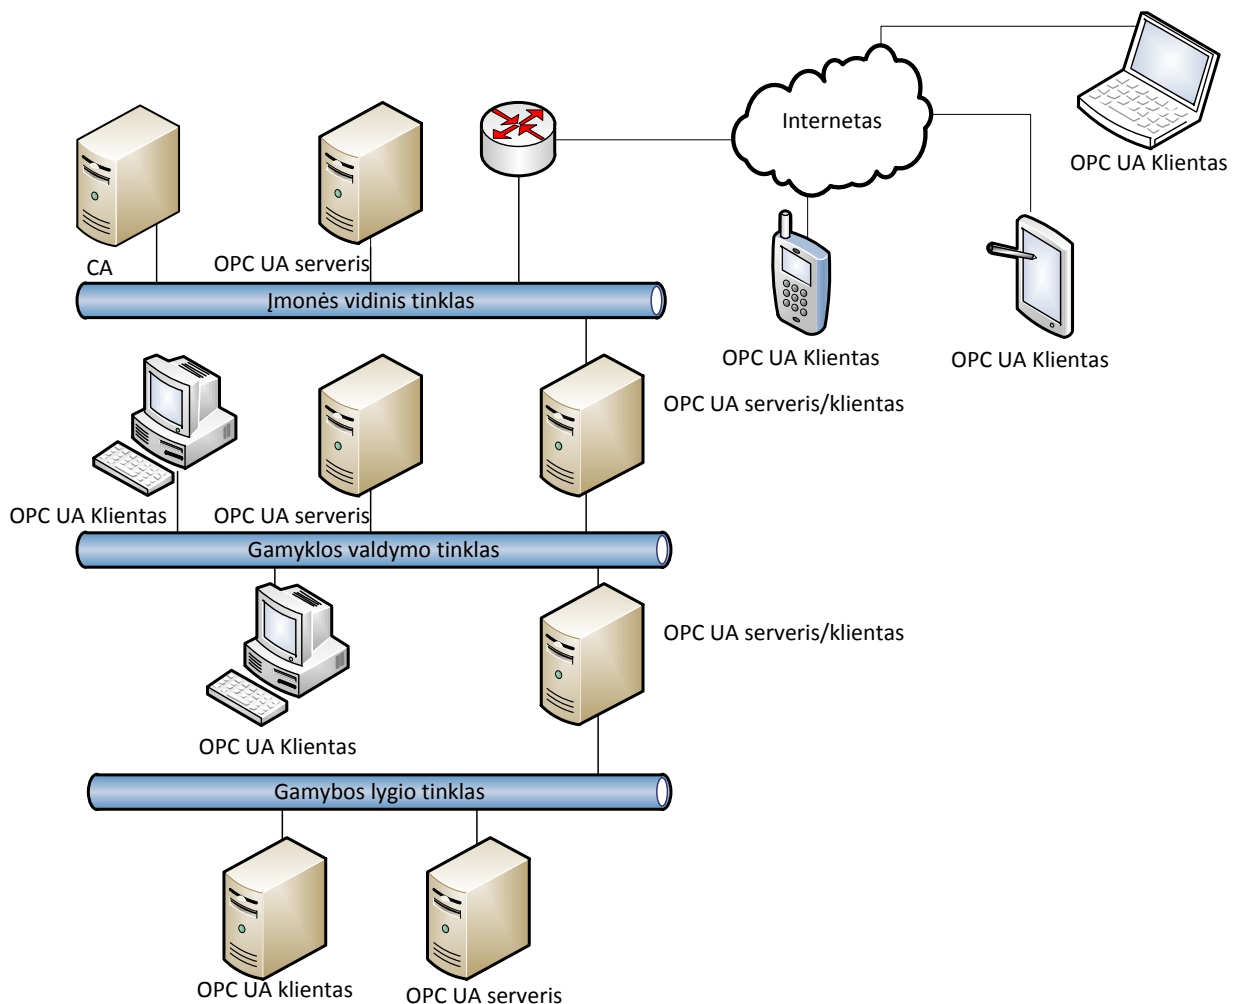 Internetas
OPC UA Klientas
CA
OPC UA serveris
Įmonės vidinis tinklas
OPC UA Klientas
OPC UA Klientas
OPC UA serveris/klientas
OPC UA Klientas
OPC UA serveris
Gamyklos valdymo tinklas
OPC UA serveris/klientas
OPC UA Klientas
Gamybos lygio tinklas
OPC UA klientas
OPC UA serveris